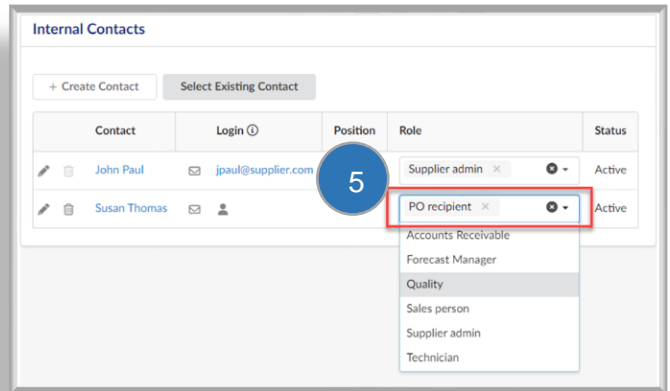 Internal Contacts
+ Create Contact Select Existing Contact
Contact Login Position Role Status
John Paul jpaul@supplier.com Supplier admin × Active
5
Susan Thomas PO recipient × Active
Accounts Receivable
Forecast Manager
Quality
Sales person
Supplier admin
Technician